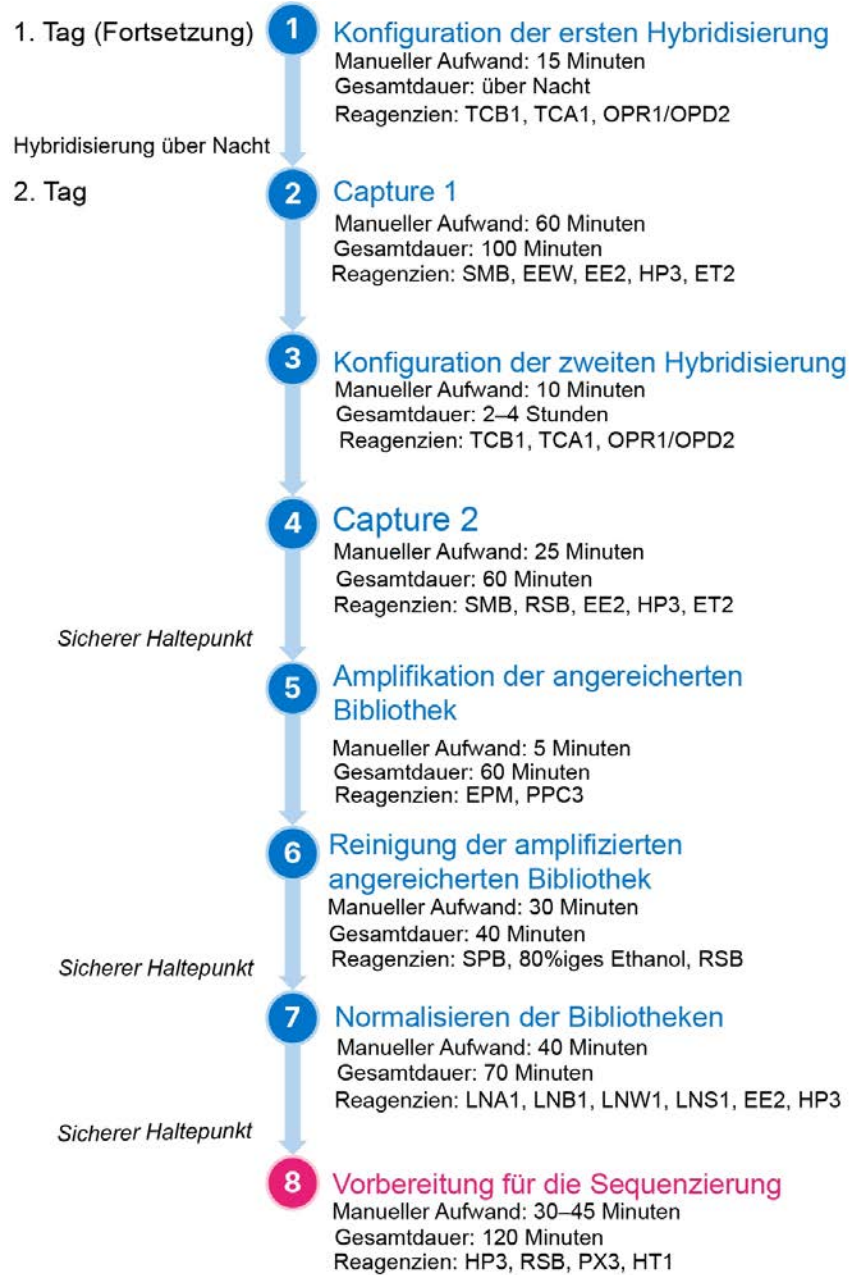 1. Tag (Fortsetzung)
1
Konfiguration der ersten Hybridisierung
Manueller Aufwand: 15 Minuten
Gesamtdauer: über Nacht
Reagenzien: TCB1, TCA1, OPR1/OPD2
Hybridisierung über Nacht
2. Tag
2
Capture 1
Manueller Aufwand: 60 Minuten
Gesamtdauer: 100 Minuten
Reagenzien: SMB, EEW, EE2, HP3, ET2
3
Konfiguration der zweiten Hybridisierung
Manueller Aufwand: 10 Minuten
Gesamtdauer: 2–4 Stunden
Reagenzien: TCB1, TCA1, OPR1/OPD2
4
Capture 2
Manueller Aufwand: 25 Minuten
Gesamtdauer: 60 Minuten
Reagenzien: SMB, RSB, EE2, HP3, ET2
Sicherer Haltepunkt
5
Amplifikation der angereicherten
Bibliothek
Manueller Aufwand: 5 Minuten
Gesamtdauer: 60 Minuten
Reagenzien: EPM, PPC3
6
Reinigung der amplifizierten
angereicherten Bibliothek
Manueller Aufwand: 30 Minuten
Gesamtdauer: 40 Minuten
Reagenzien: SPB, 80%iges Ethanol, RSB
Sicherer Haltepunkt
7
Normalisieren der Bibliotheken
Manueller Aufwand: 40 Minuten
Gesamtdauer: 70 Minuten
Reagenzien: LNA1, LNB1, LNW1, LNS1, EE2, HP3
Sicherer Haltepunkt
8
Vorbereitung für die Sequenzierung
Manueller Aufwand: 30–45 Minuten
Gesamtdauer: 120 Minuten
Reagenzien: HP3, RSB, PX3, HT1